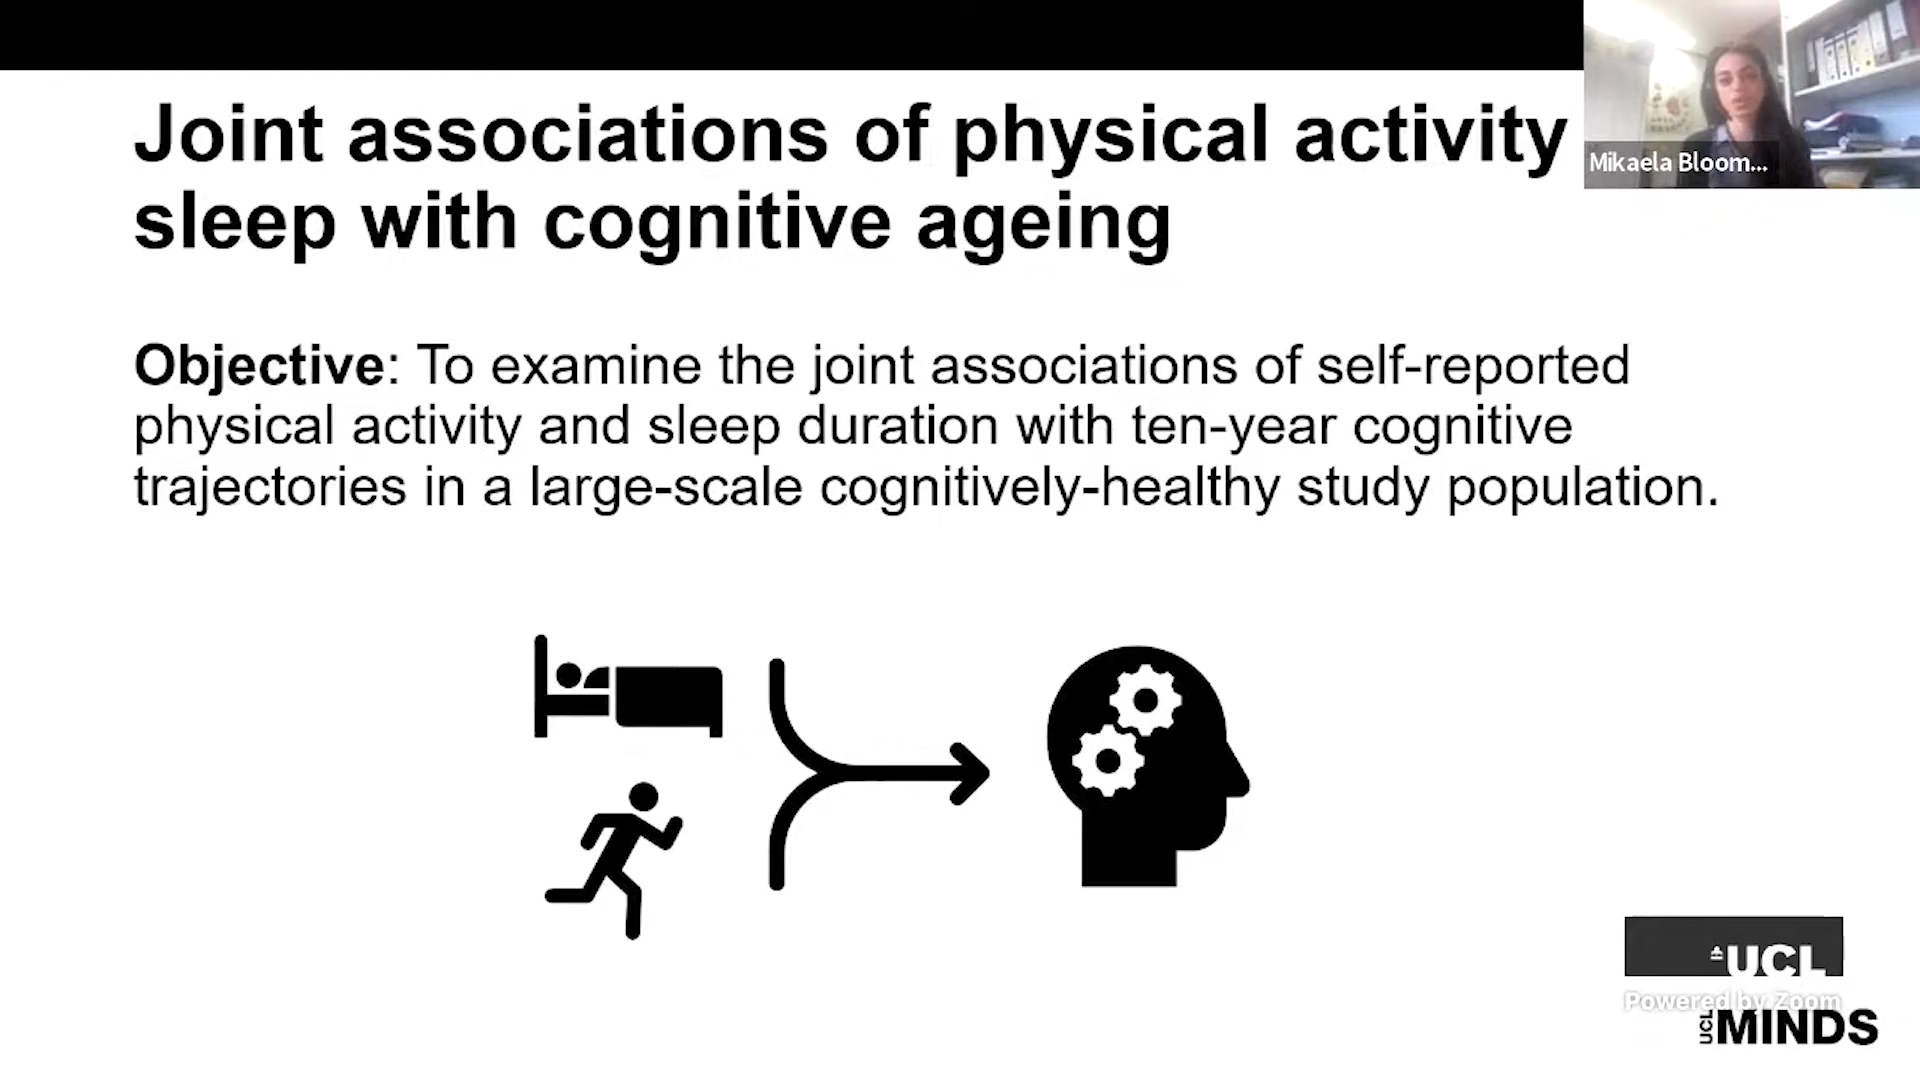 Joint associations of physical activity
sleep with cognitive ageing
Mikaela Bloom...
Objective: To examine the joint associations of self-reported
physical activity and sleep duration with ten-year cognitive
trajectories in a large-scale cognitively-healthy study population.
UCL
Powered by Zoom
UCL MINDS